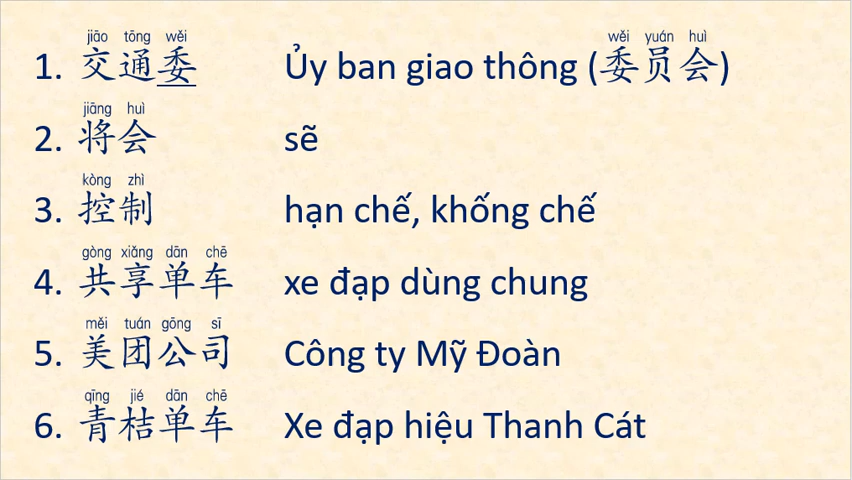 jiāo tōng wěi wěi yuán huì
1. 交通委 Ủy ban giao thông (委员会)
jiāng huì
2. 将会 sẽ
kòng zhì
3. 控制 hạn chế, khống chế
gòng xiǎng dān chē
4. 共享单车 xe đạp dùng chung
měi tuán gōng sī
5. 美团公司 Công ty Mỹ Đoàn
qīng jié dān chē
6. 青桔单车 Xe đạp hiệu Thanh Cát